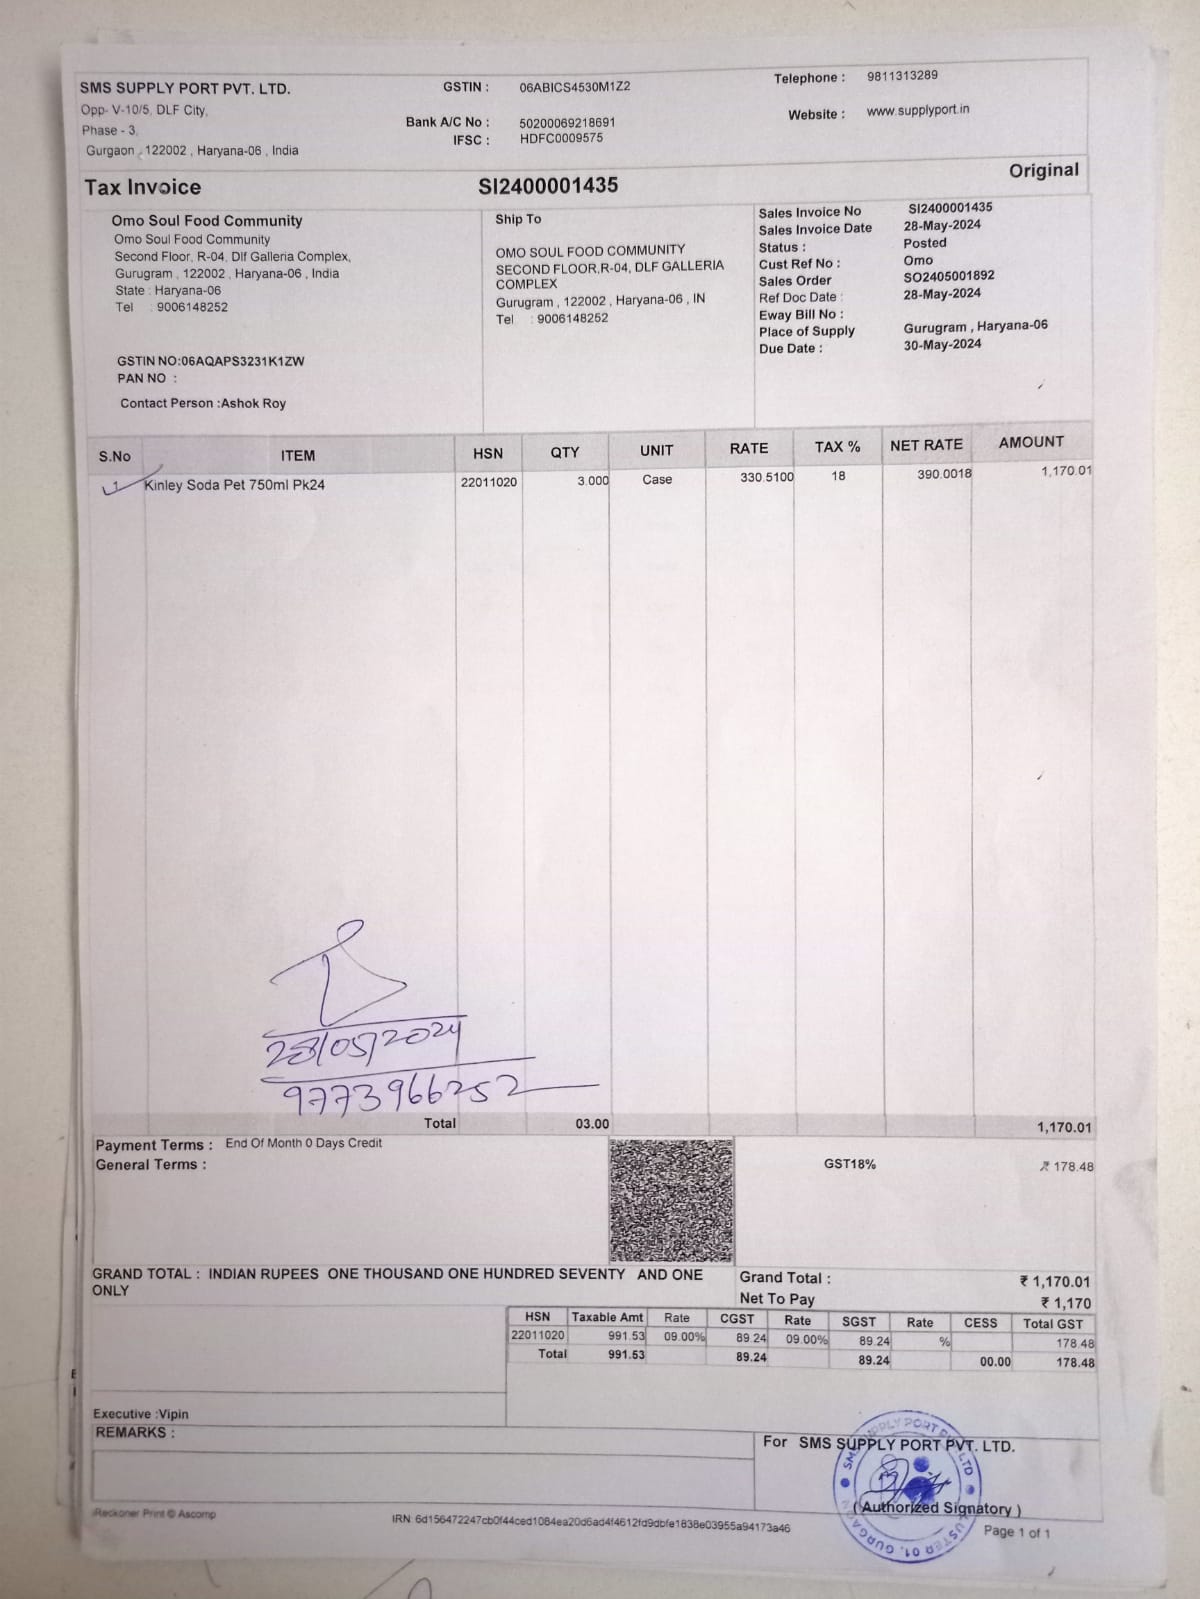 SMS SUPPLY PORT PVT. LTD.
Opp- V-10/5, DLF City,
Phase - 3,
Gurgaon , 122002 , Haryana-06 , India
GSTIN : 06ABICS4530M1Z2
Bank A/C No : 50200069218691
IFSC : HDFC0009575
Telephone : 9811313289
Website : www.supplyport.in
Tax Invoice SI2400001435 Original
Omo Soul Food Community
Omo Soul Food Community
Second Floor, R-04, Dlf Galleria Complex,
Gurugram , 122002 , Haryana-06 , India
State : Haryana-06
Tel : 9006148252
GSTIN NO:06AQAPS3231K1ZW
PAN NO :
Contact Person :Ashok Roy
Ship To
OMO SOUL FOOD COMMUNITY
SECOND FLOOR,R-04, DLF GALLERIA
COMPLEX
Gurugram , 122002 , Haryana-06 , IN
Tel : 9006148252
Sales Invoice No SI2400001435
Sales Invoice Date 28-May-2024
Status : Posted
Cust Ref No : Omo
Sales Order SO2405001892
Ref Doc Date : 28-May-2024
Eway Bill No :
Place of Supply Gurugram , Haryana-06
Due Date : 30-May-2024
S.No ITEM HSN QTY UNIT RATE TAX % NET RATE AMOUNT
1 Kinley Soda Pet 750ml Pk24 22011020 3.000 Case 330.5100 18 390.0018 1,170.01
28/05/2024
9773966252
Total 03.00 1,170.01
Payment Terms : End Of Month 0 Days Credit
General Terms :
GST18% ₹ 178.48
GRAND TOTAL : INDIAN RUPEES ONE THOUSAND ONE HUNDRED SEVENTY AND ONE
ONLY
Grand Total : ₹ 1,170.01
Net To Pay ₹ 1,170
HSN Taxable Amt Rate CGST Rate SGST Rate CESS Total GST
22011020 991.53 09.00% 89.24 09.00% 89.24 % 178.48
Total 991.53 89.24 89.24 00.00 178.48
Executive :Vipin
REMARKS :
For SMS SUPPLY PORT PVT. LTD.
( Authorized Signatory )
iReckoner Print © Ascomp
IRN: 6d156472247cb0f44ced1084ea20d6ad4f4612fd9dbfe1838e03955a94173a46
Page 1 of 1